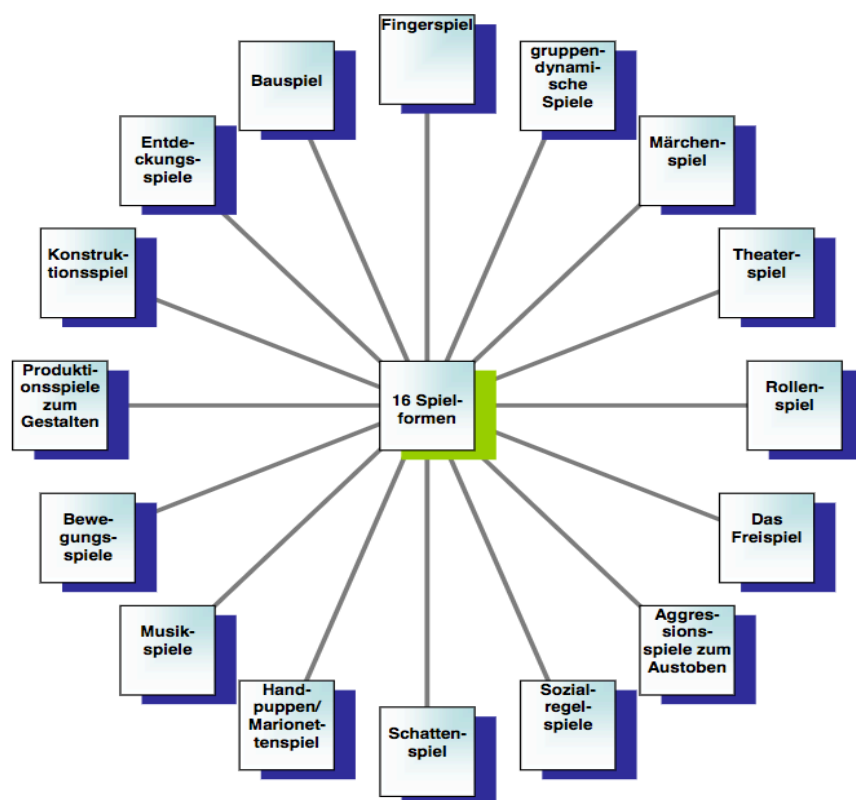 Fingerspiel
gruppen-
dynami-
sche
Spiele
Märchen-
spiel
Theater-
spiel
Rollen-
spiel
Das
Freispiel
Aggres-
sions-
spiele zum
Austoben
Sozial-
regel-
spiele
Schatten-
spiel
Hand-
puppen/
Marionet-
tenspiel
Musik-
spiele
Bewe-
gungs-
spiele
Produkti-
onsspiele
zum
Gestalten
Konstruk-
tionsspiel
Entde-
ckungs-
spiele
Bauspiel
16 Spiel-
formen